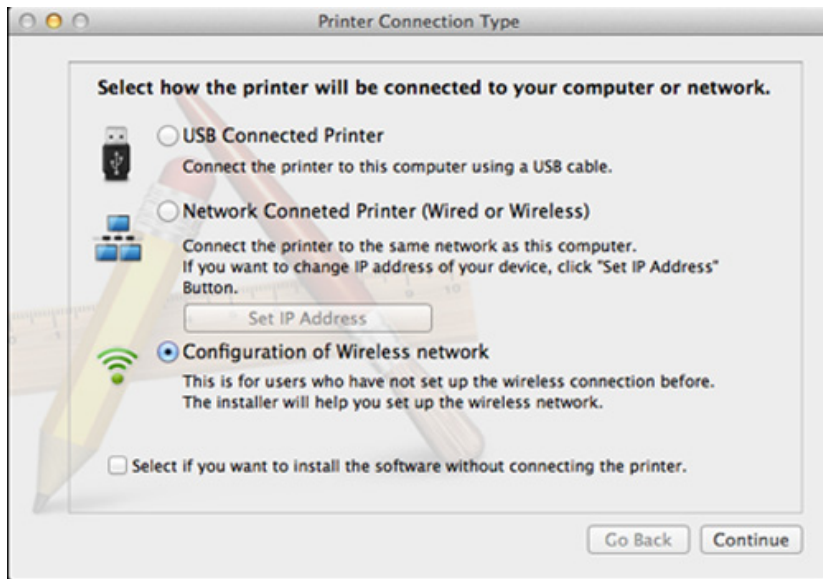 Printer Connection Type
Select how the printer will be connected to your computer or network.
USB Connected Printer
Connect the printer to this computer using a USB cable.
Network Conneted Printer (Wired or Wireless)
Connect the printer to the same network as this computer.
If you want to change IP address of your device, click "Set IP Address"
Button.
Set IP Address
Configuration of Wireless network
This is for users who have not set up the wireless connection before.
The installer will help you set up the wireless network.
Select if you want to install the software without connecting the printer.
Go Back
Continue